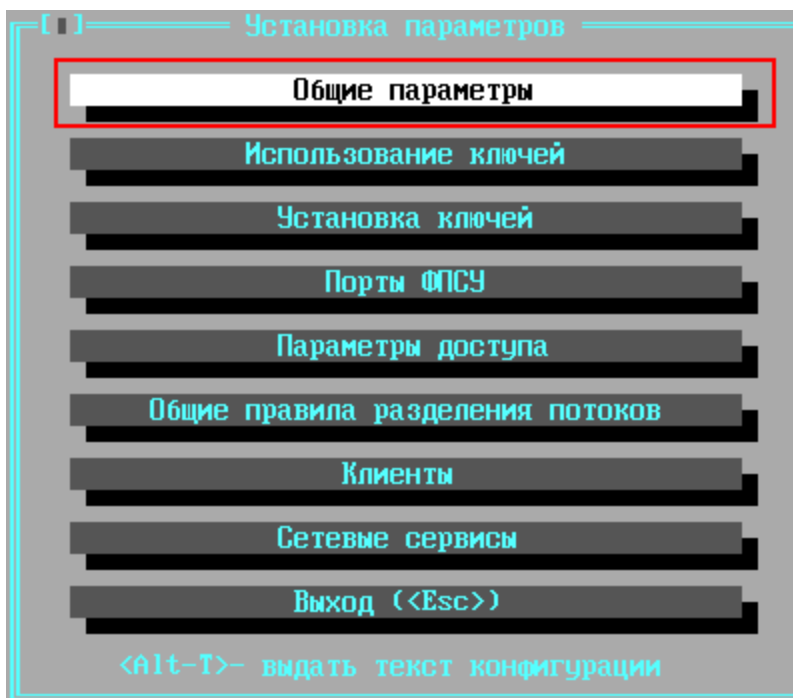 [▮] Установка параметров
Общие параметры
Использование ключей
Установка ключей
Порты ФПСУ
Параметры доступа
Общие правила разделения потоков
Клиенты
Сетевые сервисы
Выход (<Esc>)
<Alt-T>- выдать текст конфигурации